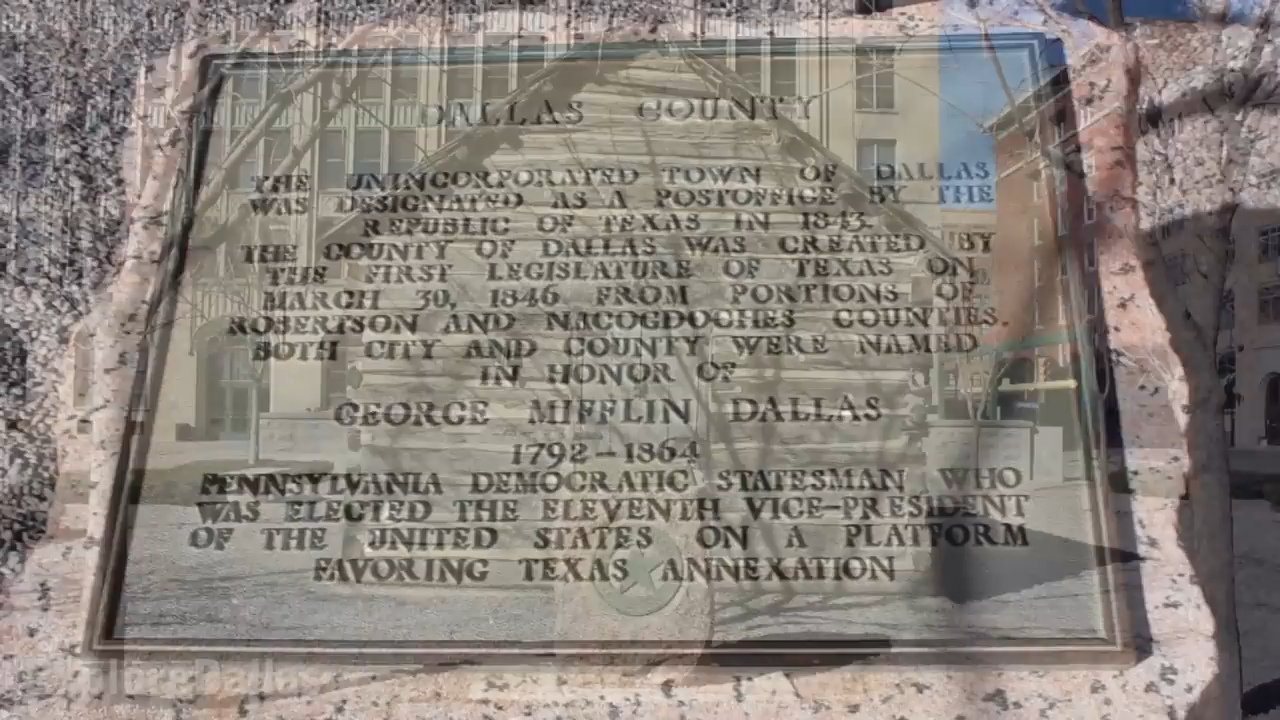 DALLAS COUNTY
THE UNINCORPORATED TOWN OF DALLAS
WAS DESIGNATED AS A POSTOFFICE BY THE
REPUBLIC OF TEXAS IN 1843.
THE COUNTY OF DALLAS WAS CREATED BY
THE FIRST LEGISLATURE OF TEXAS ON
MARCH 30, 1846 FROM PORTIONS OF
ROBERTSON AND NACOGDOCHES COUNTIES.
BOTH CITY AND COUNTY WERE NAMED
IN HONOR OF
GEORGE MIFFLIN DALLAS
1792-1864
PENNSYLVANIA DEMOCRATIC STATESMAN WHO
WAS ELECTED THE ELEVENTH VICE-PRESIDENT
OF THE UNITED STATES ON A PLATFORM
FAVORING TEXAS ANNEXATION